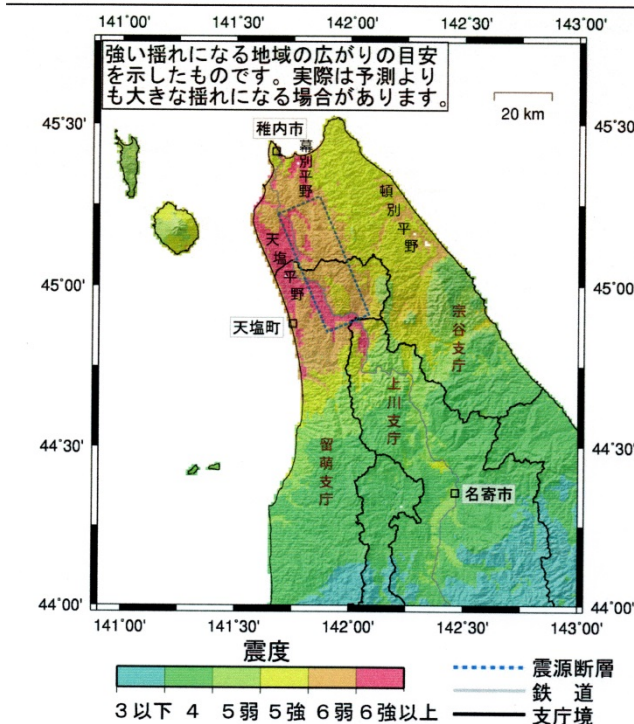 141°00' 141°30' 142°00' 142°30' 143°00'
強い揺れになる地域の広がりの目安
を示したものです。実際は予測より
も大きな揺れになる場合があります。
20 km
45°30' 45°30'
稚内市
幕別平野
頓別平野
天塩平野
45°00' 45°00'
天塩町
宗谷支庁
上川支庁
44°30' 44°30'
留萌支庁
名寄市
44°00' 44°00'
141°00' 141°30' 142°00' 142°30' 143°00'
震度
3以下 4 5弱 5強 6弱 6強以上
震源断層
鉄 道
支庁境